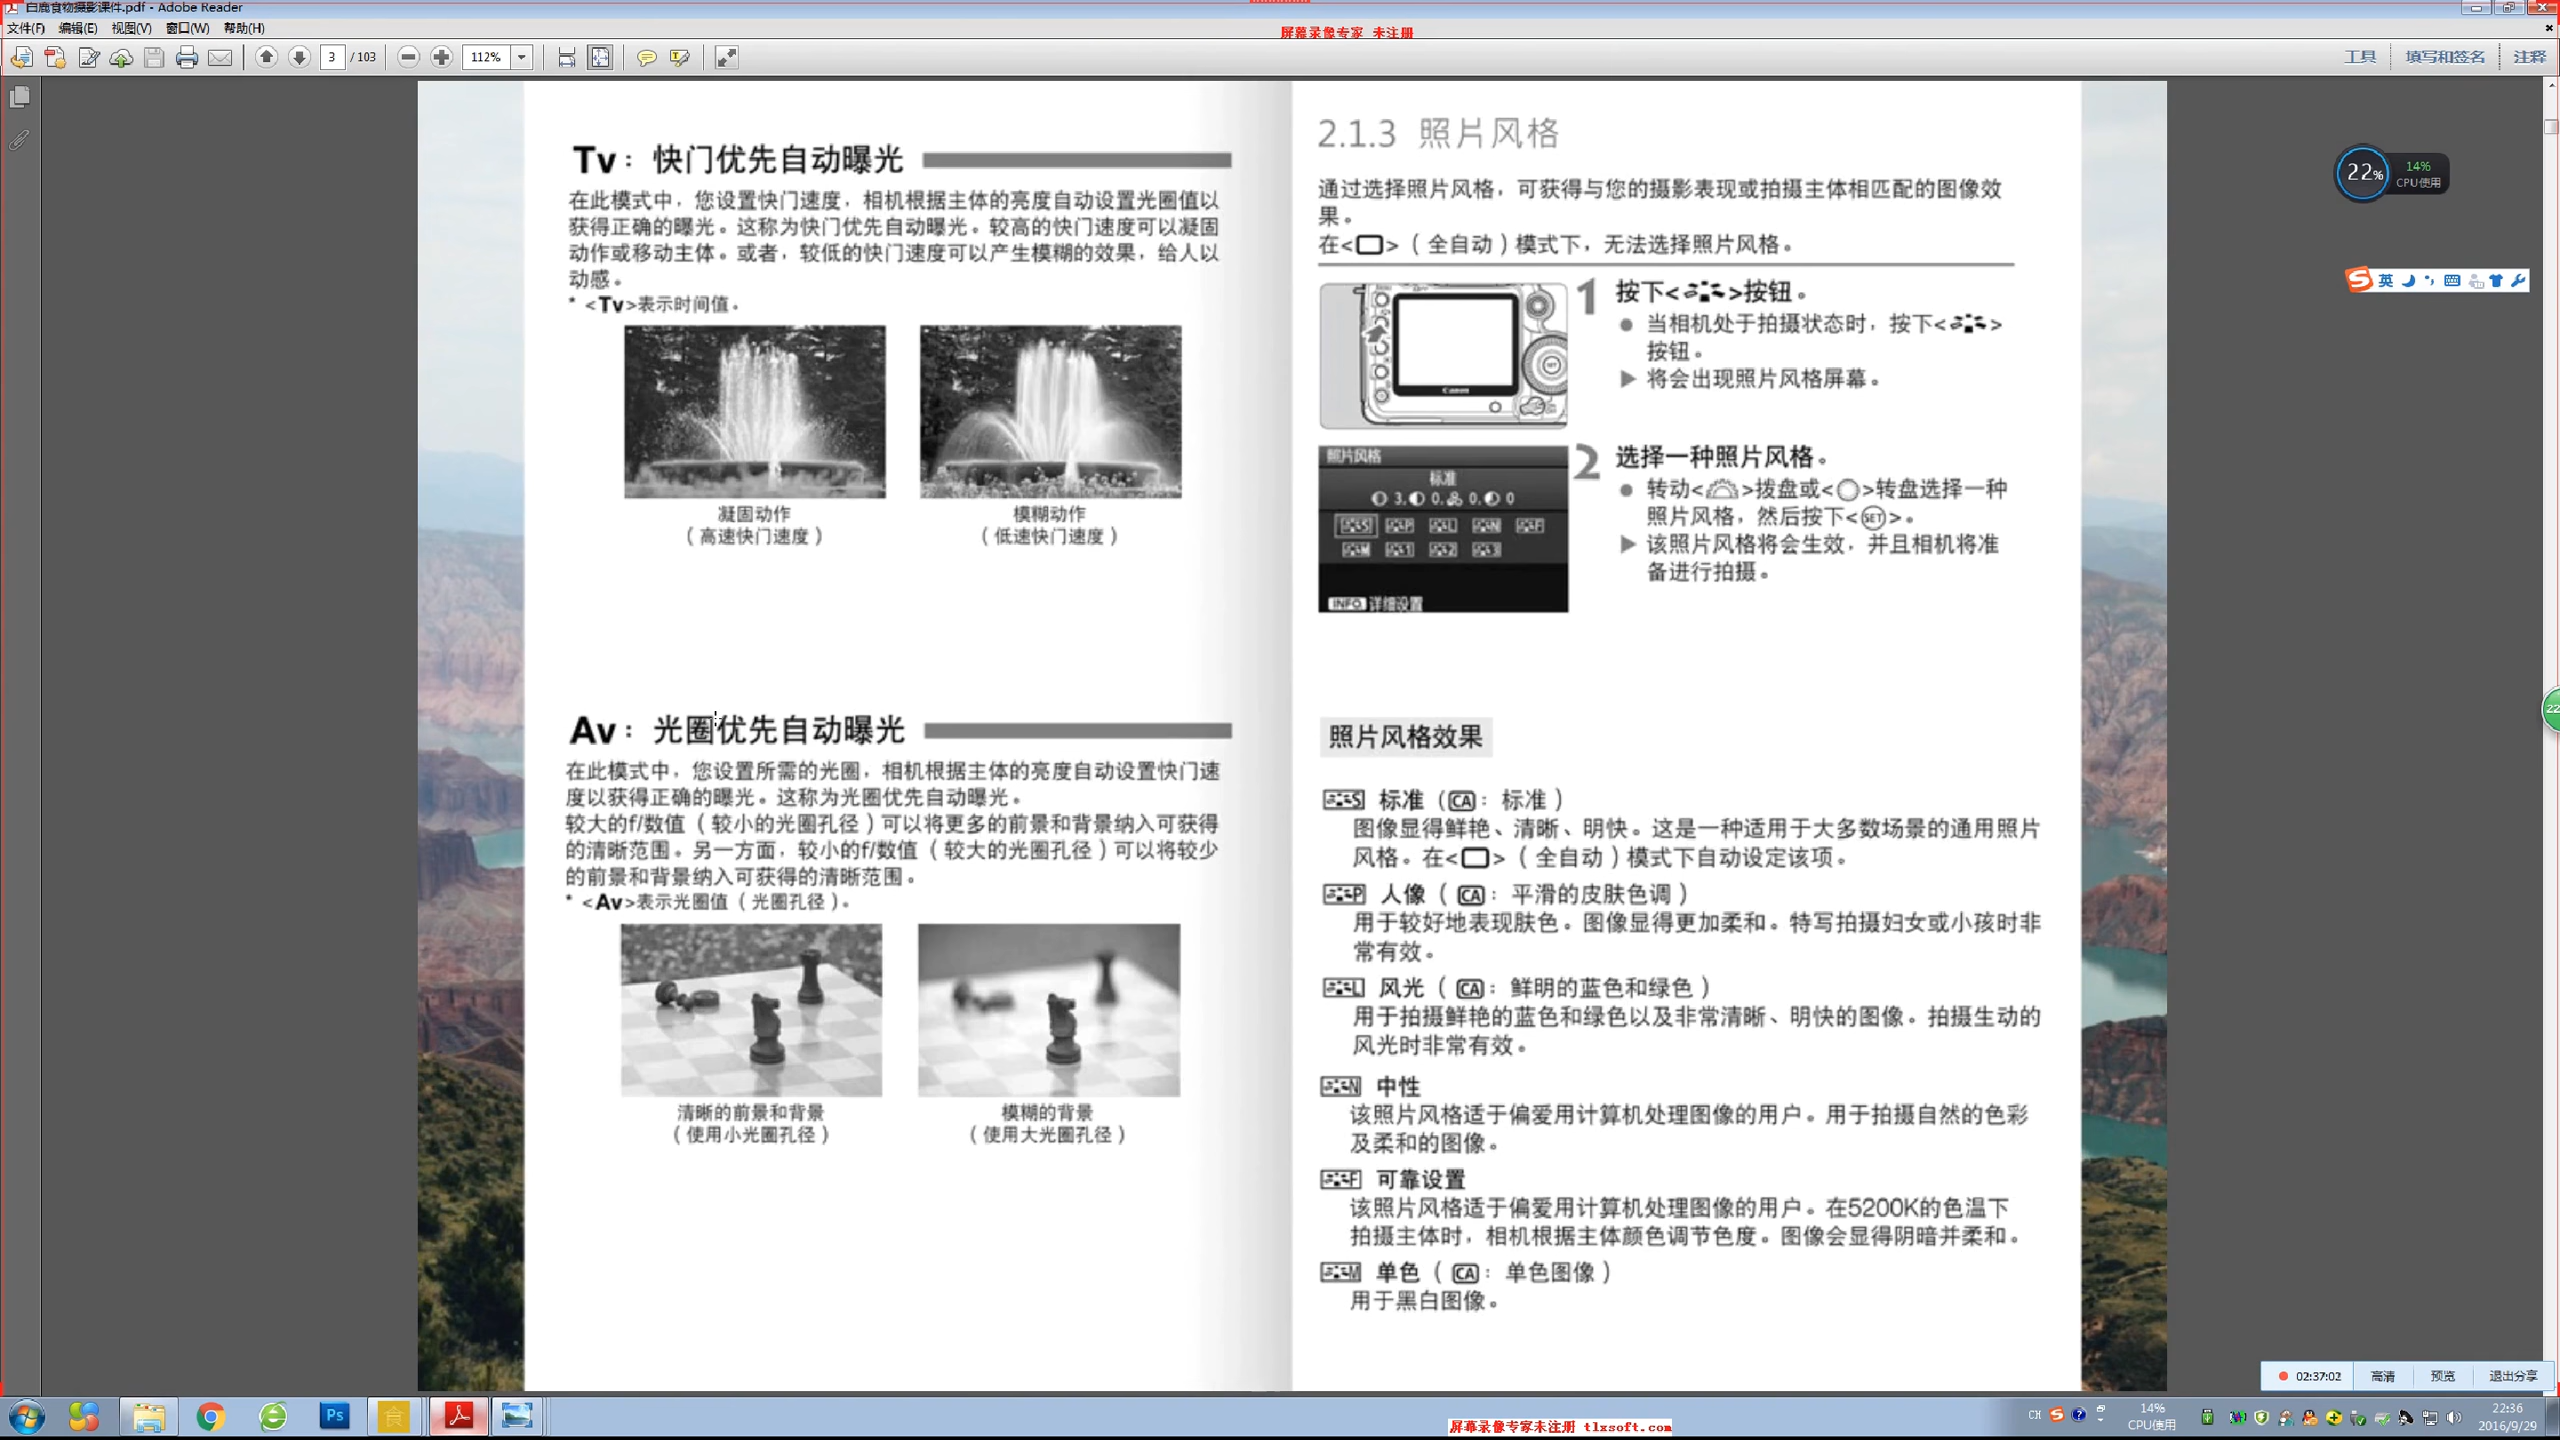 白鹿食物摄影课件.pdf - Adobe Reader
文件(F) 编辑(E) 视图(V) 窗口(W) 帮助(H)
屏幕录像专家 未注册
3 / 103
112%
工具
填写和签名
注释
Tv：快门优先自动曝光
在此模式中，您设置快门速度，相机根据主体的亮度自动设置光圈值以
获得正确的曝光。这称为快门优先自动曝光。较高的快门速度可以凝固
动作或移动主体。或者，较低的快门速度可以产生模糊的效果，给人以
动感。
* <Tv>表示时间值。
凝固动作
（高速快门速度）
模糊动作
（低速快门速度）
Av：光圈优先自动曝光
在此模式中，您设置所需的光圈，相机根据主体的亮度自动设置快门速
度以获得正确的曝光。这称为光圈优先自动曝光。
较大的f/数值（较小的光圈孔径）可以将更多的前景和背景纳入可获得
的清晰范围。另一方面，较小的f/数值（较大的光圈孔径）可以将较少
的前景和背景纳入可获得的清晰范围。
* <Av>表示光圈值（光圈孔径）。
清晰的前景和背景
（使用小光圈孔径）
模糊的背景
（使用大光圈孔径）
2.1.3 照片风格
通过选择照片风格，可获得与您的摄影表现或拍摄主体相匹配的图像效
果。
在<□>（全自动）模式下，无法选择照片风格。
Canon
1 按下< >按钮。
● 当相机处于拍摄状态时，按下< >
按钮。
▶ 将会出现照片风格屏幕。
照片风格
标准
3. 0. 0. 0
INFO. 详细设置
2 选择一种照片风格。
● 转动< >拨盘或<○>转盘选择一种
照片风格，然后按下<SET>。
▶ 该照片风格将会生效，并且相机将准
备进行拍摄。
照片风格效果
S 标准（CA：标准）
图像显得鲜艳、清晰、明快。这是一种适用于大多数场景的通用照片
风格。在<□>（全自动）模式下自动设定该项。
P 人像（CA：平滑的皮肤色调）
用于较好地表现肤色。图像显得更加柔和。特写拍摄妇女或小孩时非
常有效。
L 风光（CA：鲜明的蓝色和绿色）
用于拍摄鲜艳的蓝色和绿色以及非常清晰、明快的图像。拍摄生动的
风光时非常有效。
N 中性
该照片风格适于偏爱用计算机处理图像的用户。用于拍摄自然的色彩
及柔和的图像。
F 可靠设置
该照片风格适于偏爱用计算机处理图像的用户。在5200K的色温下
拍摄主体时，相机根据主体颜色调节色度。图像会显得阴暗并柔和。
M 单色（CA：单色图像）
用于黑白图像。
22%
14%
CPU使用
英
22
02:37:02 高清 预览 退出分享
Ps
食
屏幕录像专家未注册 tlxsoft.com
CH
14%
CPU使用
22:36
2016/9/29